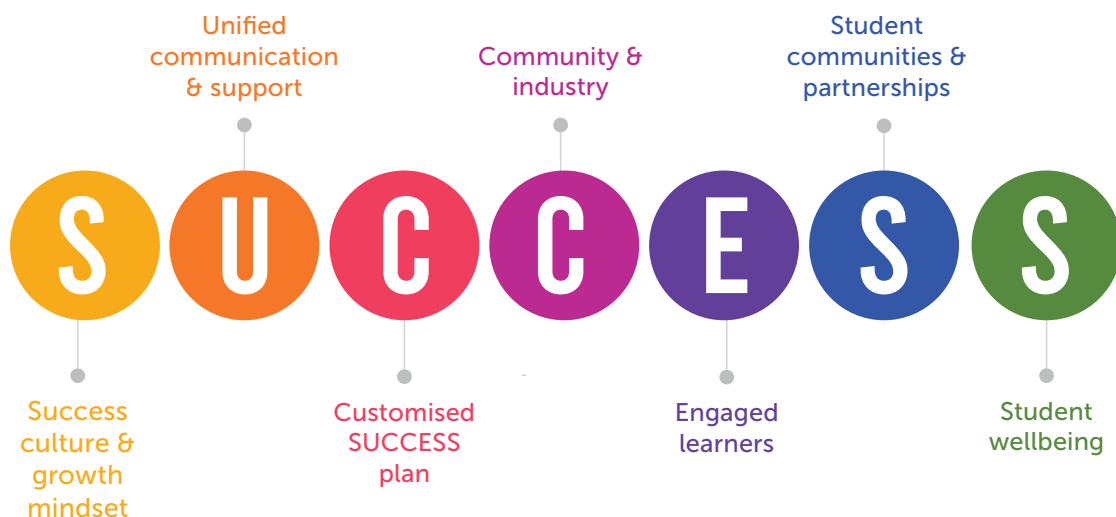 Unified
communication
& support
Community &
industry
Student
communities &
partnerships
S U C C E S S
Success
culture &
growth
mindset
Customised
SUCCESS
plan
Engaged
learners
Student
wellbeing